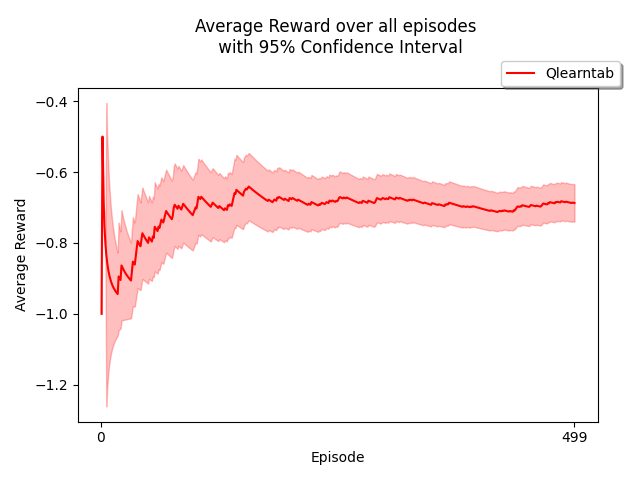 Average Reward over all episodes
with 95% Confidence Interval
Qlearntab
Average Reward
−0.4
−0.6
−0.8
−1.0
−1.2
0
499
Episode